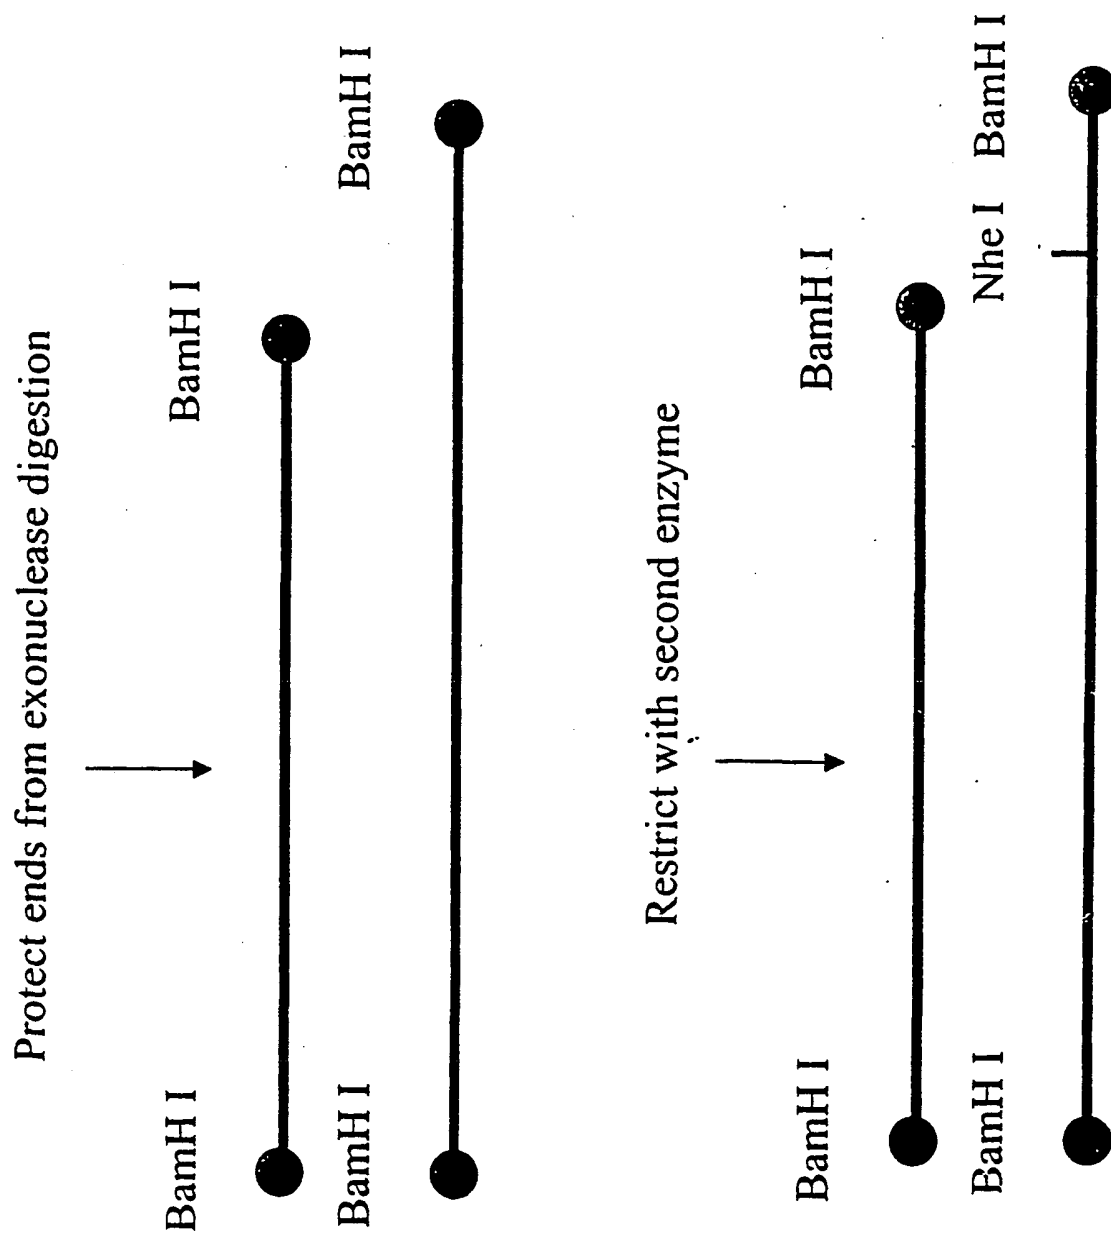 Protect ends from exonuclease digestion
BamH I
BamH I
BamH I
BamH I
Restrict with second enzyme
BamH I
BamH I
BamH I
Nhe I
BamH I